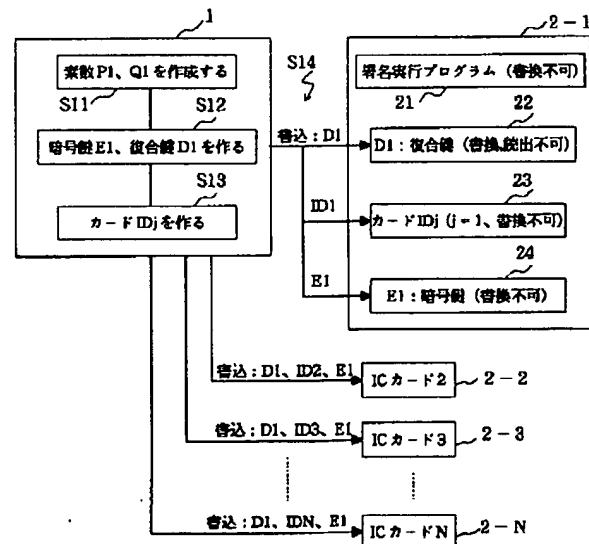 1
2-1
素数P1、Q1を作成する
S11
S12
暗号鍵E1、復合鍵D1を作る
S13
カードIDjを作る
S14
署名実行プログラム(書換不可)
21
書込:D1
22
D1:復合鍵(書換,読出不可)
ID1
23
カードIDj(j=1、書換不可)
24
E1
E1:暗号鍵(書換不可)
書込:D1、ID2、E1
ICカード2
2-2
書込:D1、ID3、E1
ICカード3
2-3
書込:D1、IDN、E1
ICカードN
2-N